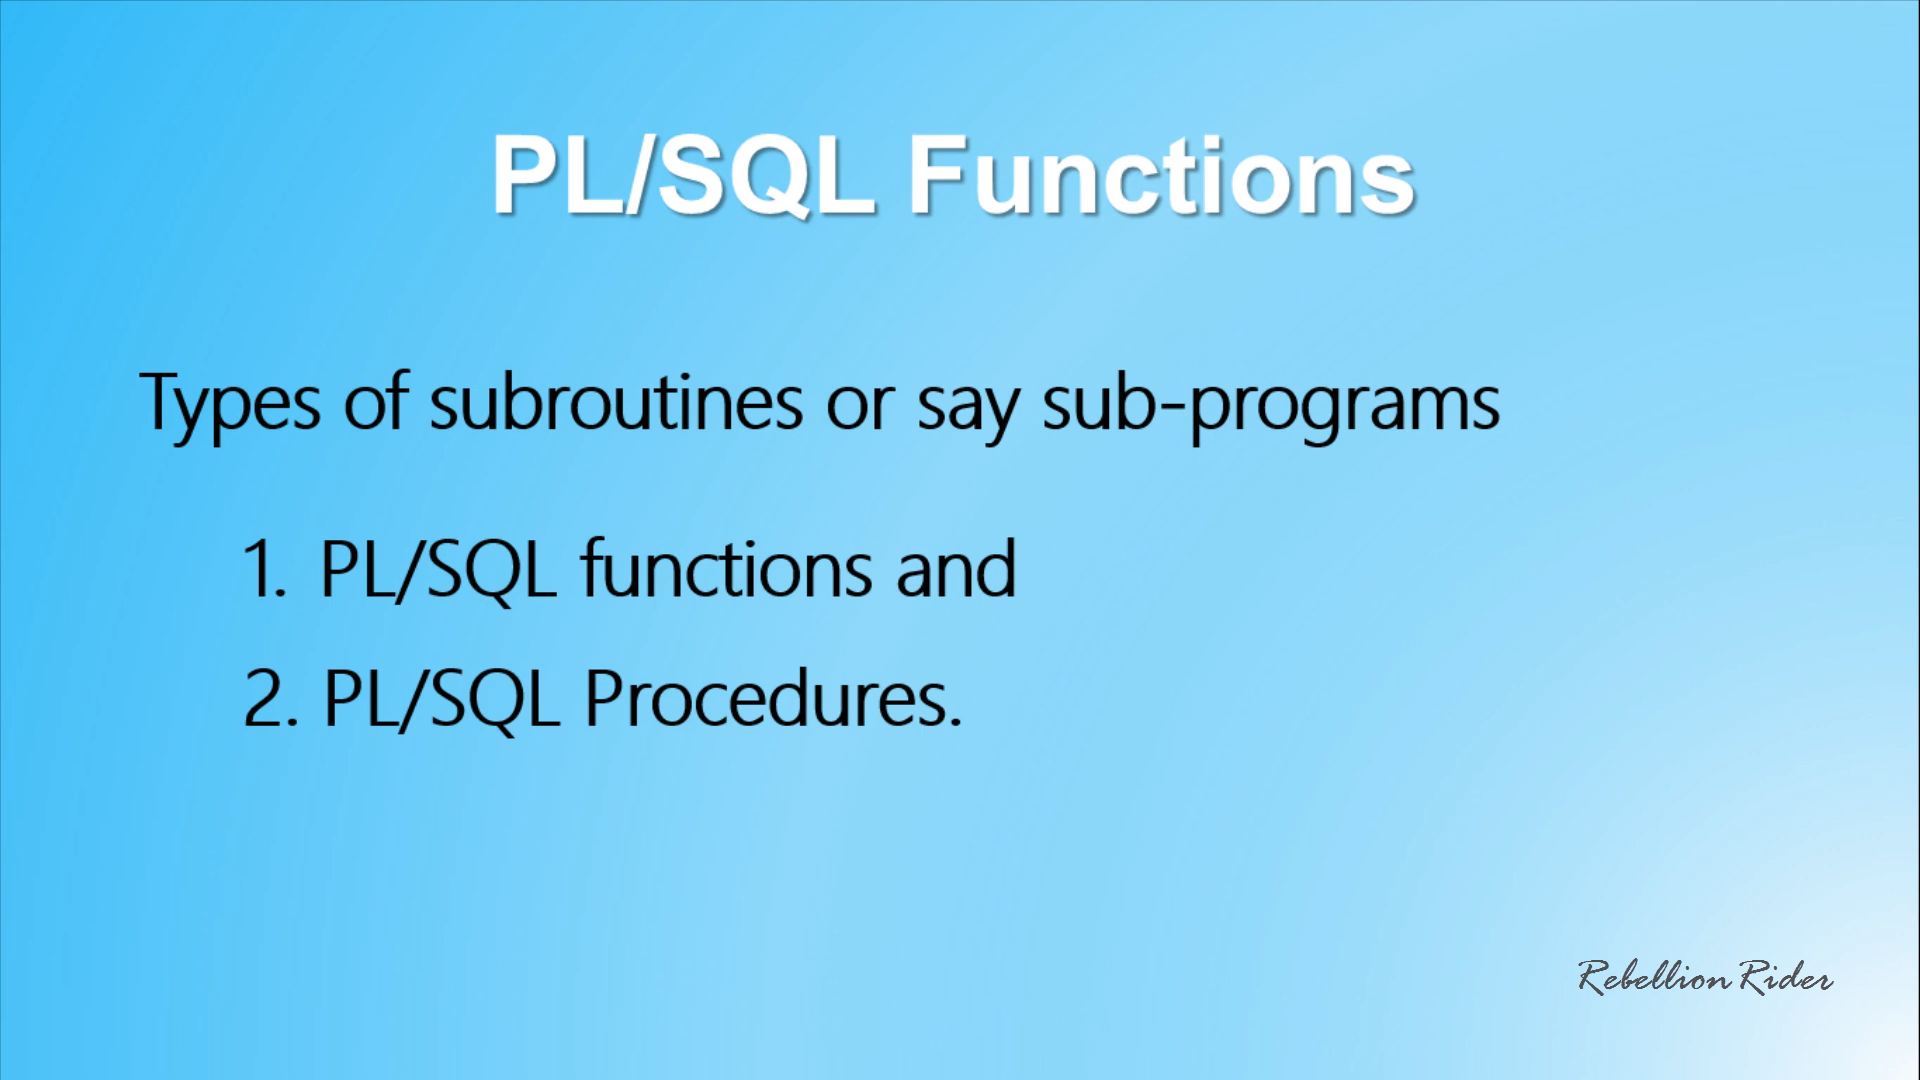 PL/SQL Functions
Types of subroutines or say sub-programs
1. PL/SQL functions and
2. PL/SQL Procedures.
Rebellion Rider